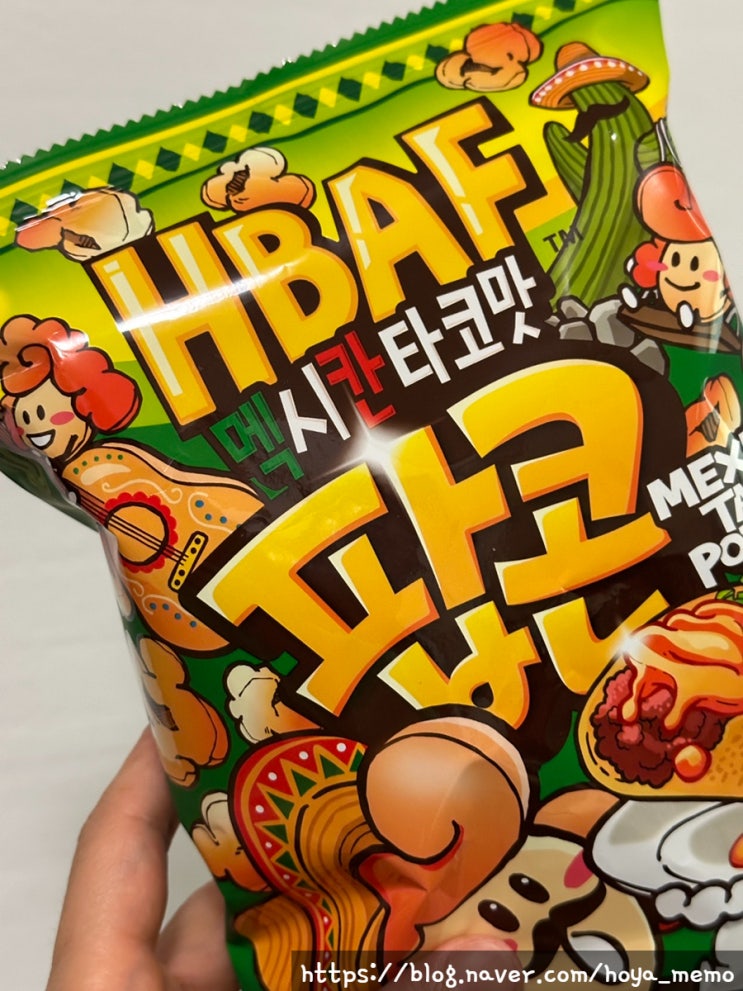 HBAF
TM
멕시칸 타코맛
팝콘
MEX
TA
PO
https://blog.naver.com/hoya_memo